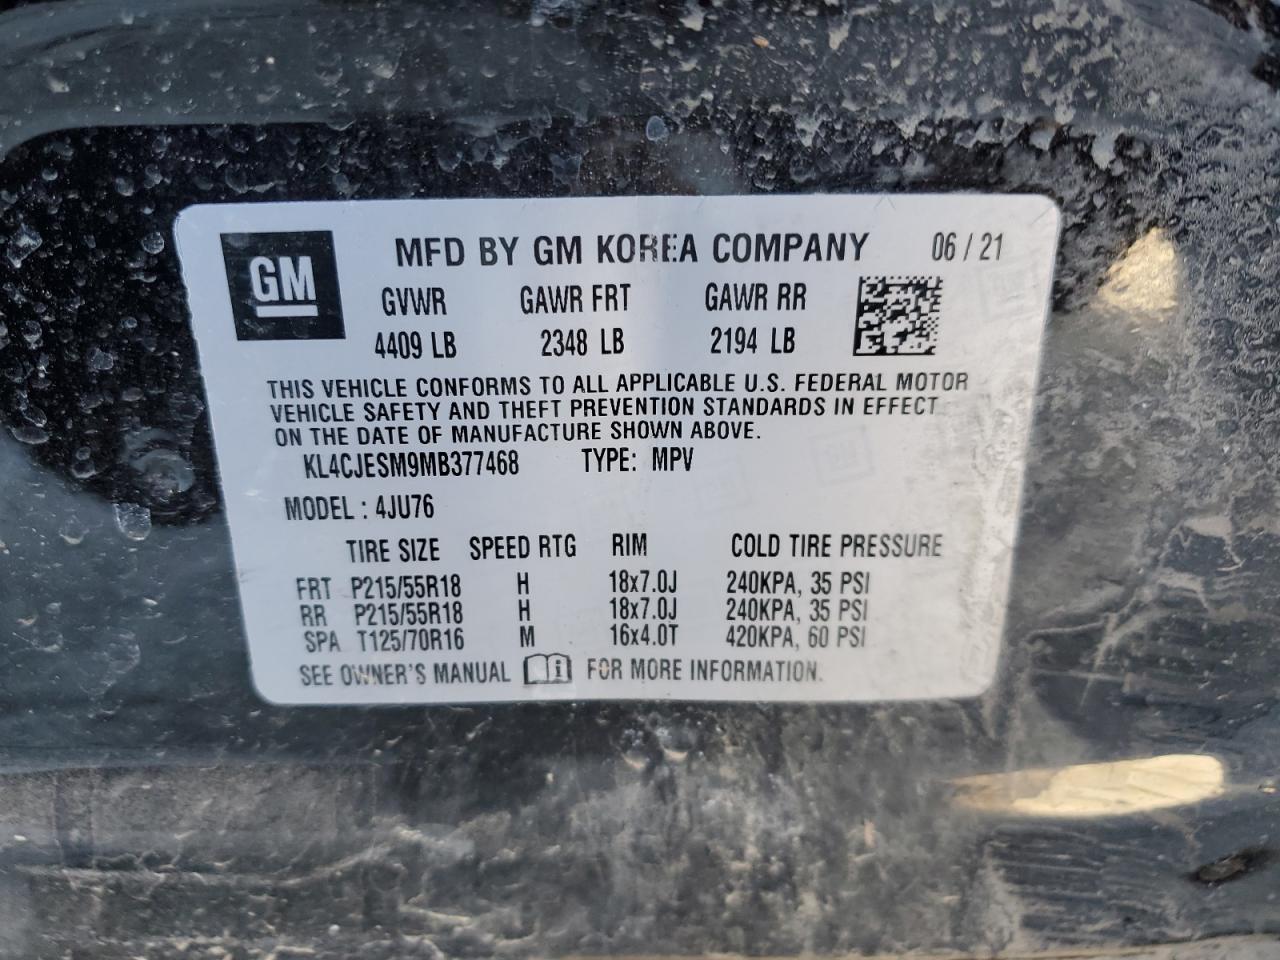 GM
MFD BY GM KOREA COMPANY 06 / 21
GVWR GAWR FRT GAWR RR
4409 LB 2348 LB 2194 LB
THIS VEHICLE CONFORMS TO ALL APPLICABLE U.S. FEDERAL MOTOR
VEHICLE SAFETY AND THEFT PREVENTION STANDARDS IN EFFECT
ON THE DATE OF MANUFACTURE SHOWN ABOVE.
KL4CJESM9MB377468 TYPE: MPV
MODEL : 4JU76
TIRE SIZE SPEED RTG RIM COLD TIRE PRESSURE
FRT P215/55R18 H 18x7.0J 240KPA, 35 PSI
RR P215/55R18 H 18x7.0J 240KPA, 35 PSI
SPA T125/70R16 M 16x4.0T 420KPA, 60 PSI
SEE OWNER'S MANUAL i FOR MORE INFORMATION.